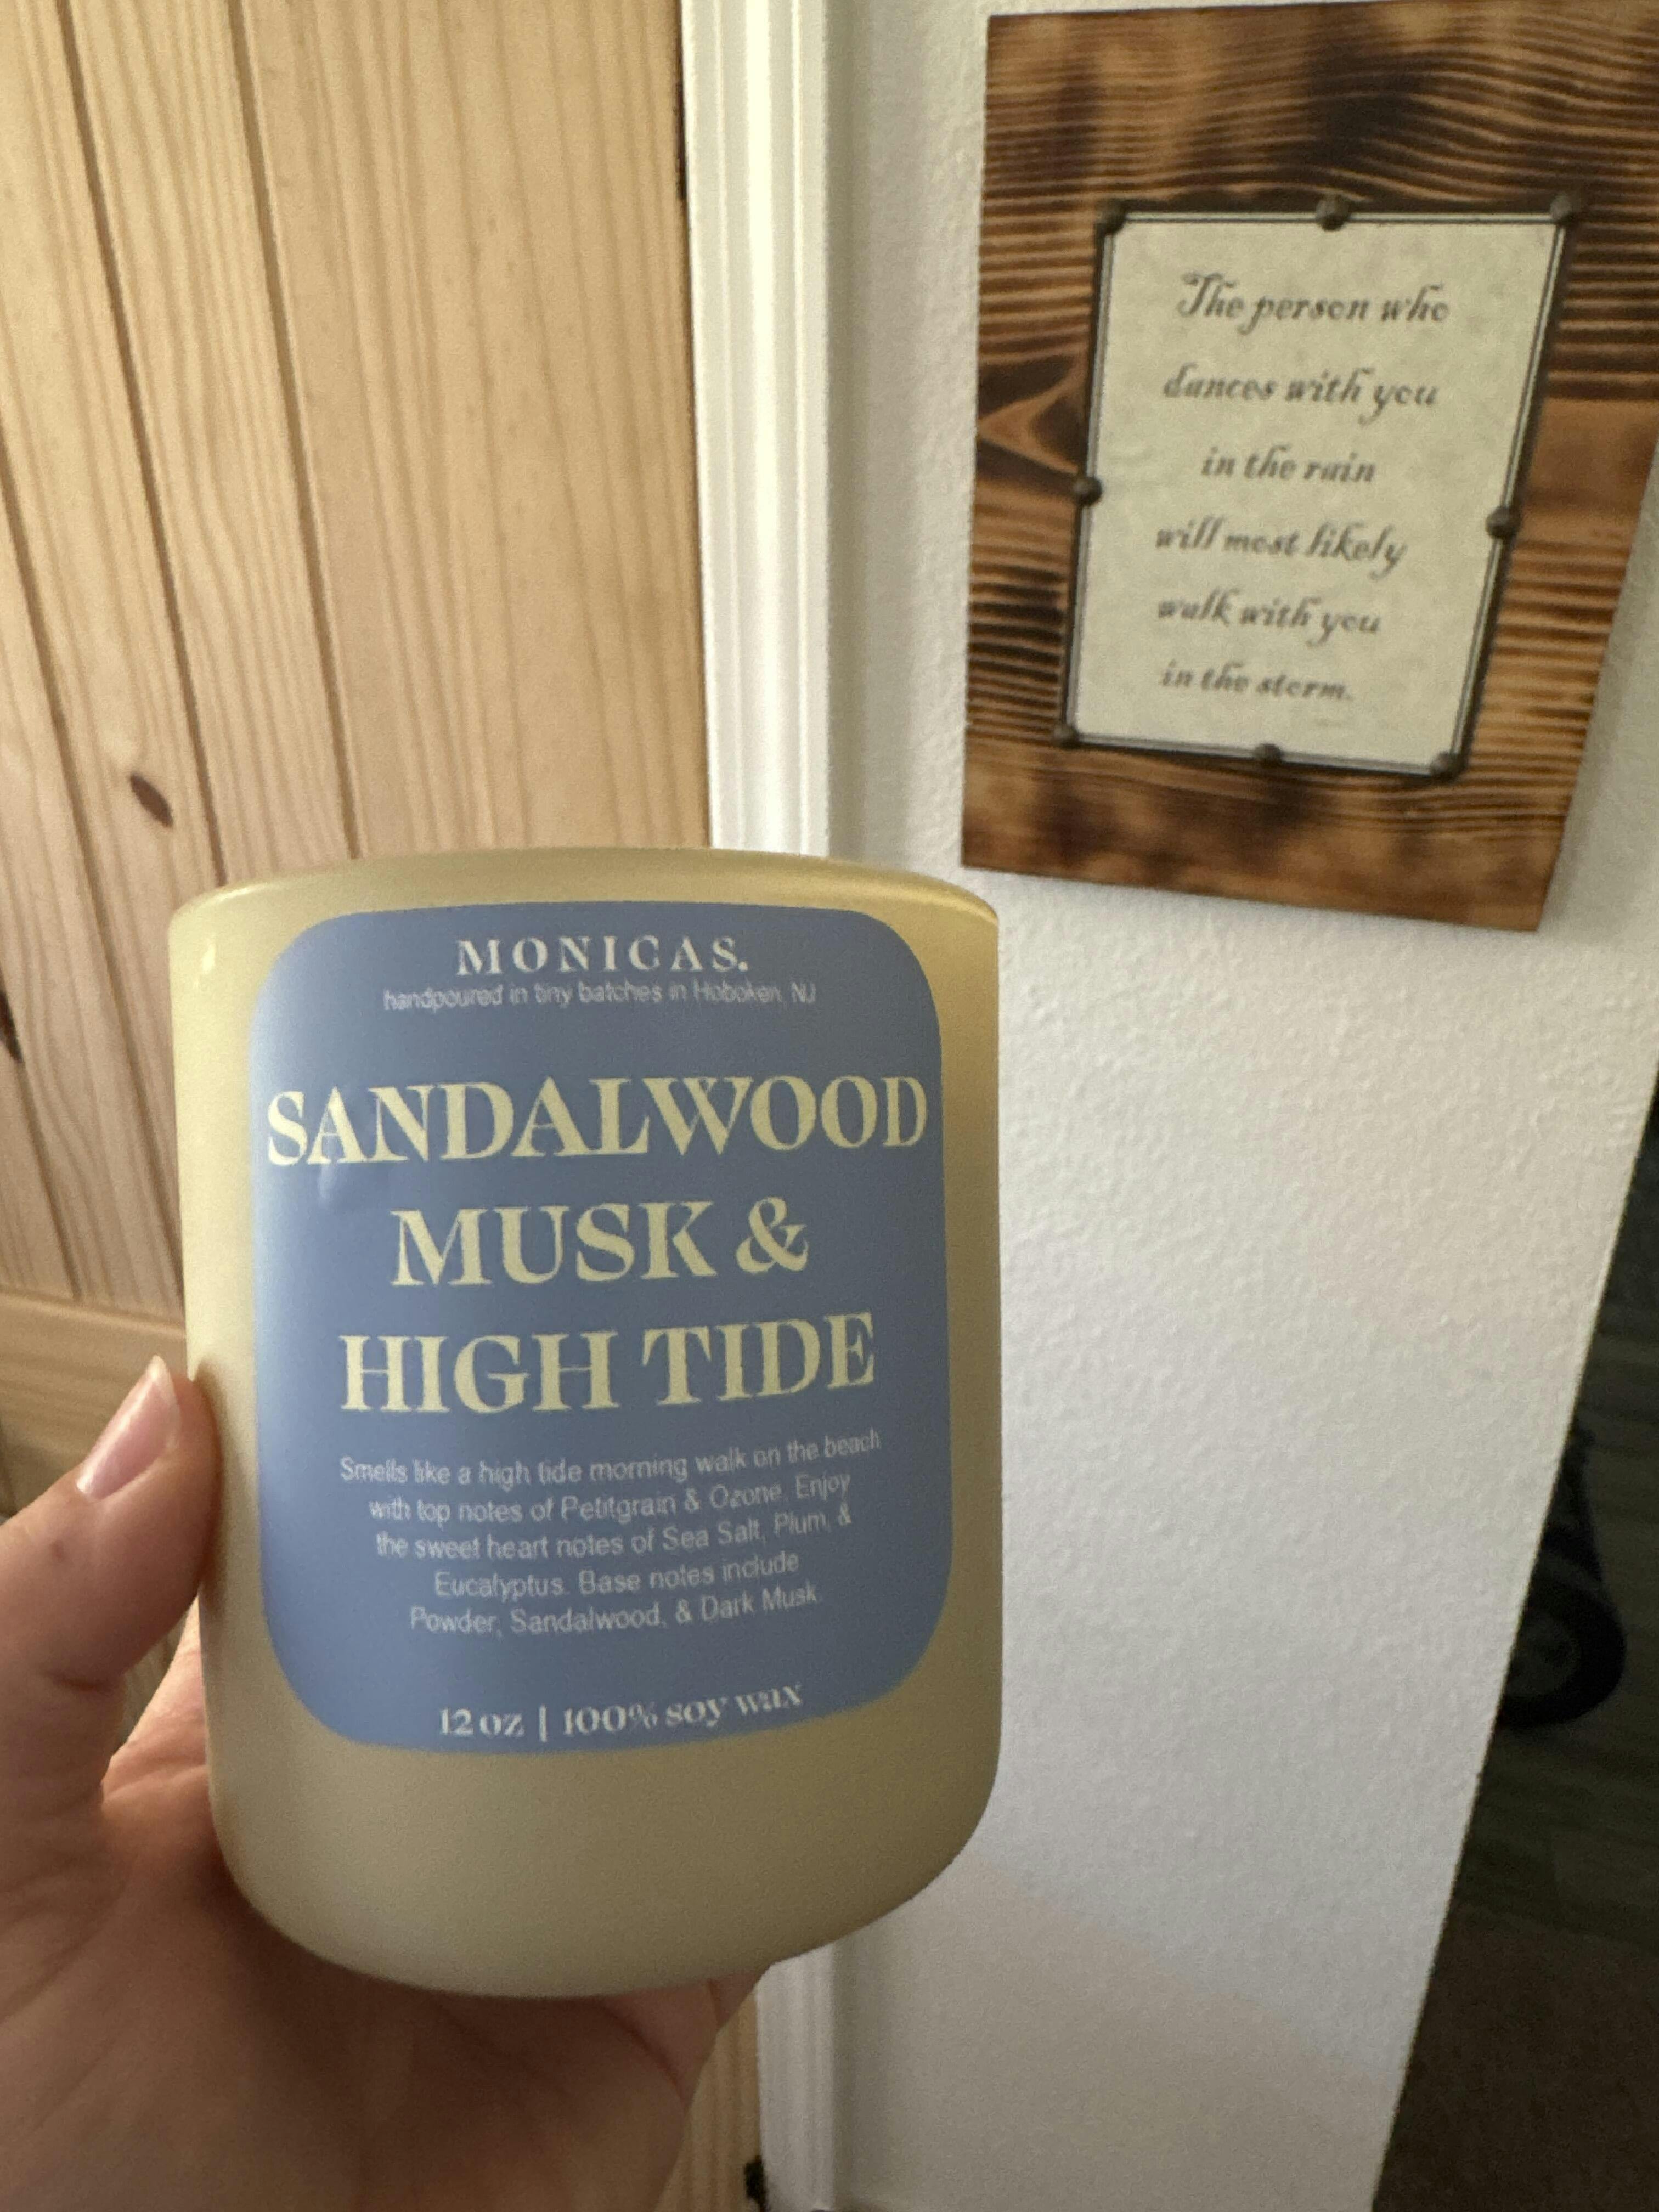 The person who
dances with you
in the rain
will most likely
walk with you
in the storm.
MONICAS.
handpoured in tiny batches in Hoboken, NJ
SANDALWOOD
MUSK &
HIGH TIDE
Smells like a high tide morning walk on the beach
with top notes of Petitgrain & Ozone. Enjoy
the sweet heart notes of Sea Salt, Plum, &
Eucalyptus. Base notes include
Powder, Sandalwood, & Dark Musk.
12 oz | 100% soy wax